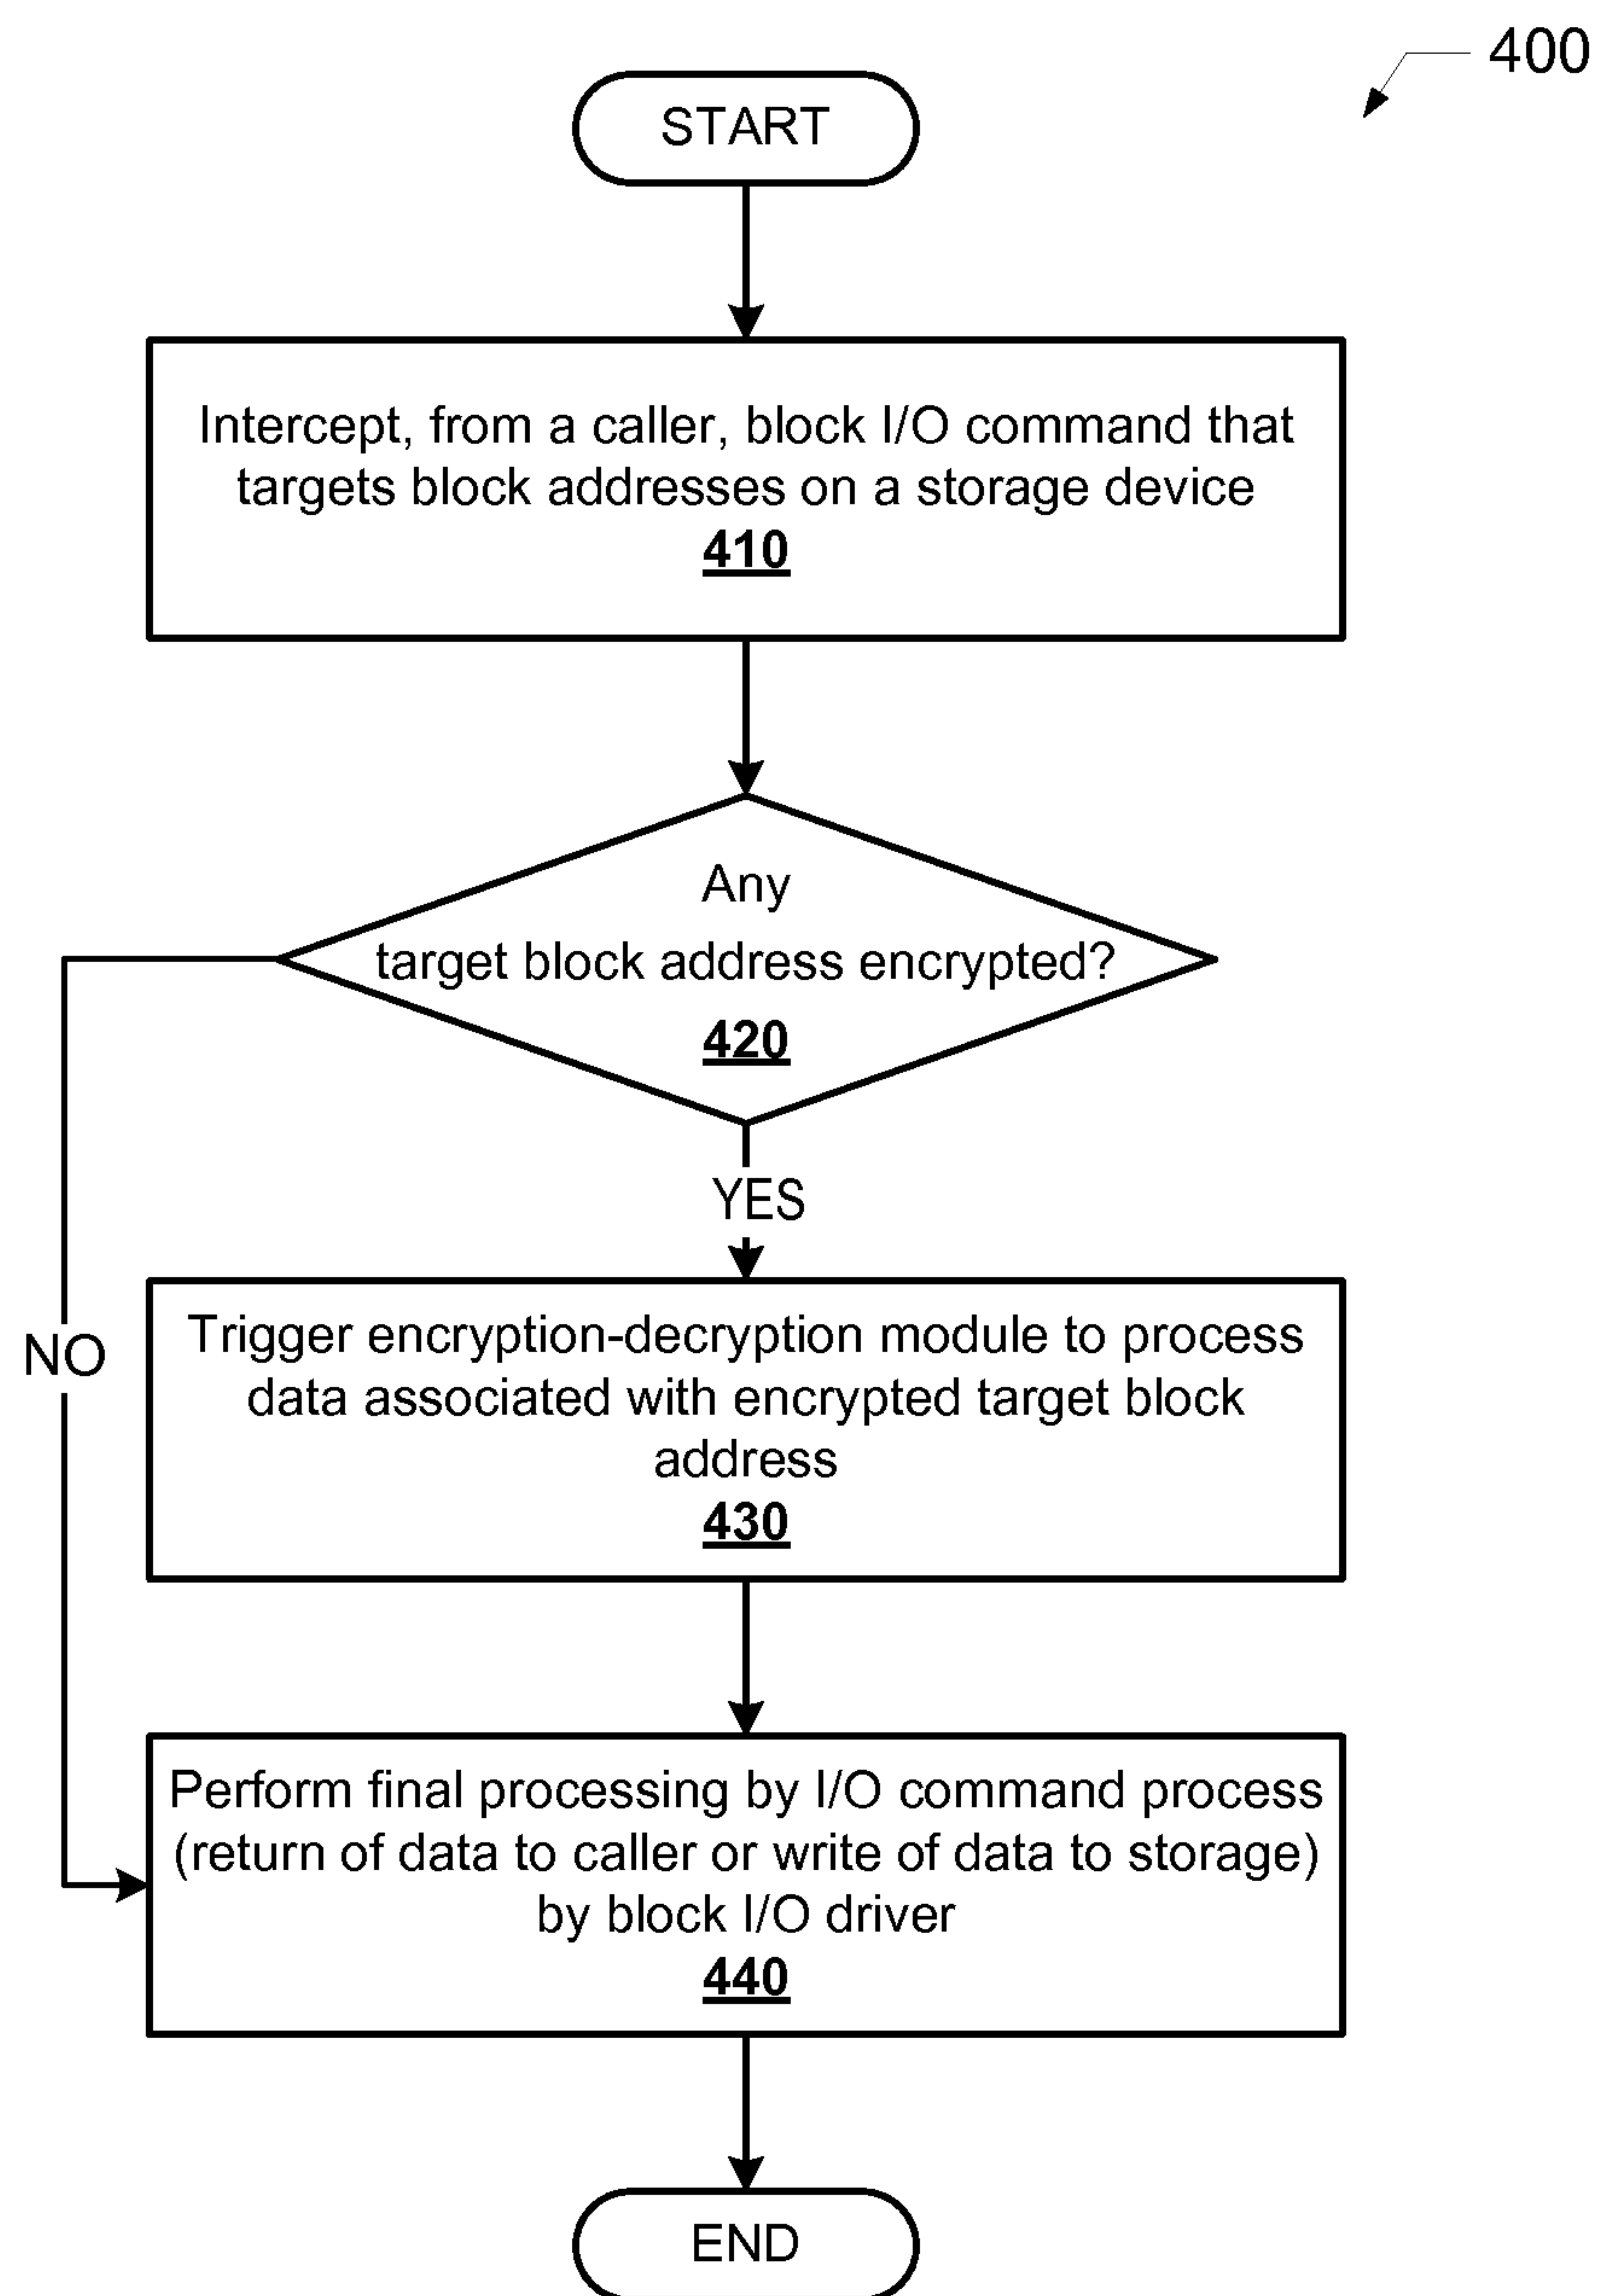 400
START
Intercept, from a caller, block I/O command that
targets block addresses on a storage device
410
Any
target block address encrypted?
420
YES
NO
Trigger encryption-decryption module to process
data associated with encrypted target block
address
430
Perform final processing by I/O command process
(return of data to caller or write of data to storage)
by block I/O driver
440
END